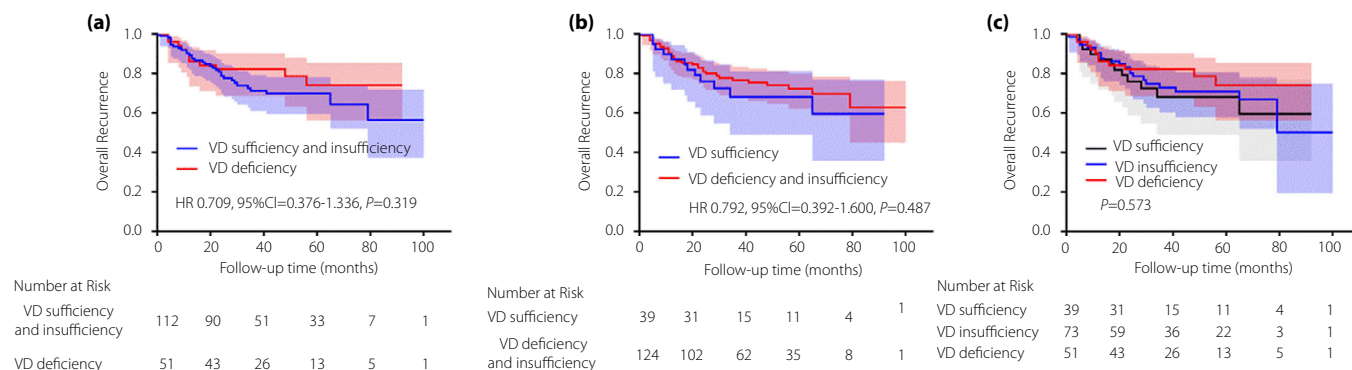 (a)
Overall Recurrence
1.0
0.8
0.6
0.4
0.2
0.0
VD sufficiency and insufficiency
VD deficiency
HR 0.709, 95%CI=0.376-1.336, P=0.319
0 20 40 60 80 100
Follow-up time (months)
Number at Risk
VD sufficiency
and insufficiency
112 90 51 33 7 1
VD deficiency 51 43 26 13 5 1
(b)
Overall Recurrence
1.0
0.8
0.6
0.4
0.2
0.0
VD sufficiency
VD deficiency and insufficiency
HR 0.792, 95%CI=0.392-1.600, P=0.487
0 20 40 60 80 100
Follow-up time (months)
Number at Risk
VD sufficiency 39 31 15 11 4 1
VD deficiency
and insufficiency
124 102 62 35 8 1
(c)
Overall Recurrence
1.0
0.8
0.6
0.4
0.2
0.0
VD sufficiency
VD insufficiency
VD deficiency
P=0.573
0 20 40 60 80 100
Follow-up time (months)
Number at Risk
VD sufficiency 39 31 15 11 4 1
VD insufficiency 73 59 36 22 3 1
VD deficiency 51 43 26 13 5 1